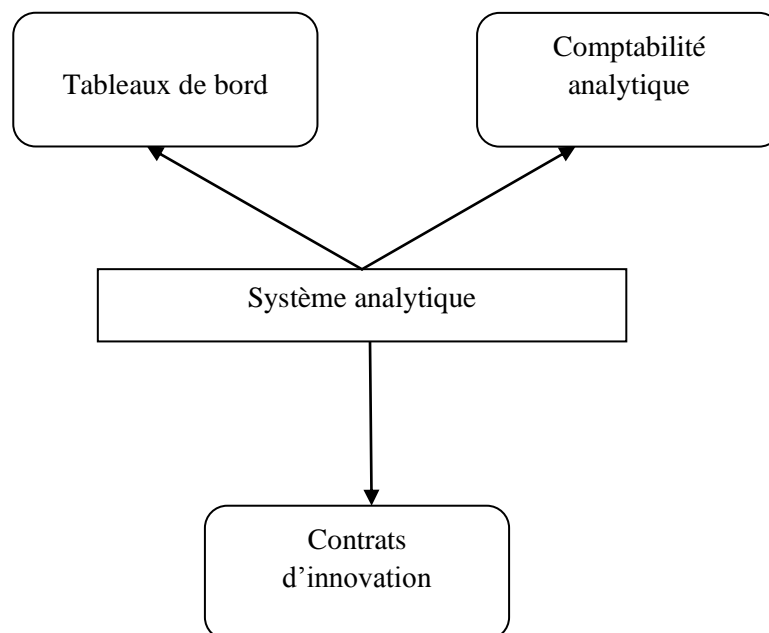 Tableaux de bord
Comptabilité
analytique
Système analytique
Contrats
d’innovation